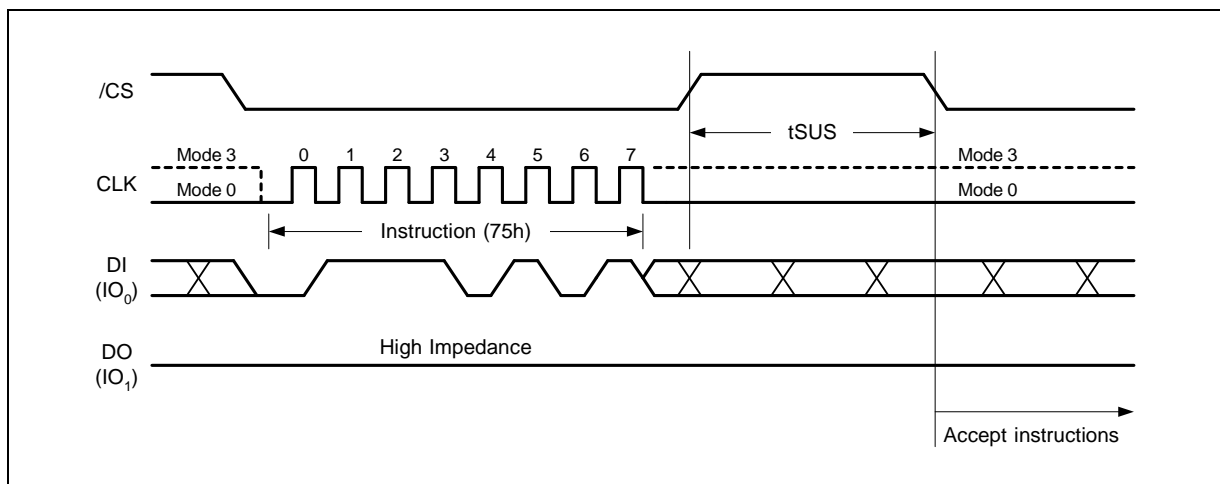 /CS
tSUS
Mode 3 0 1 2 3 4 5 6 7 Mode 3
CLK
Mode 0 Mode 0
Instruction (75h)
DI
(IO₀)
High Impedance
DO
(IO₁)
Accept instructions